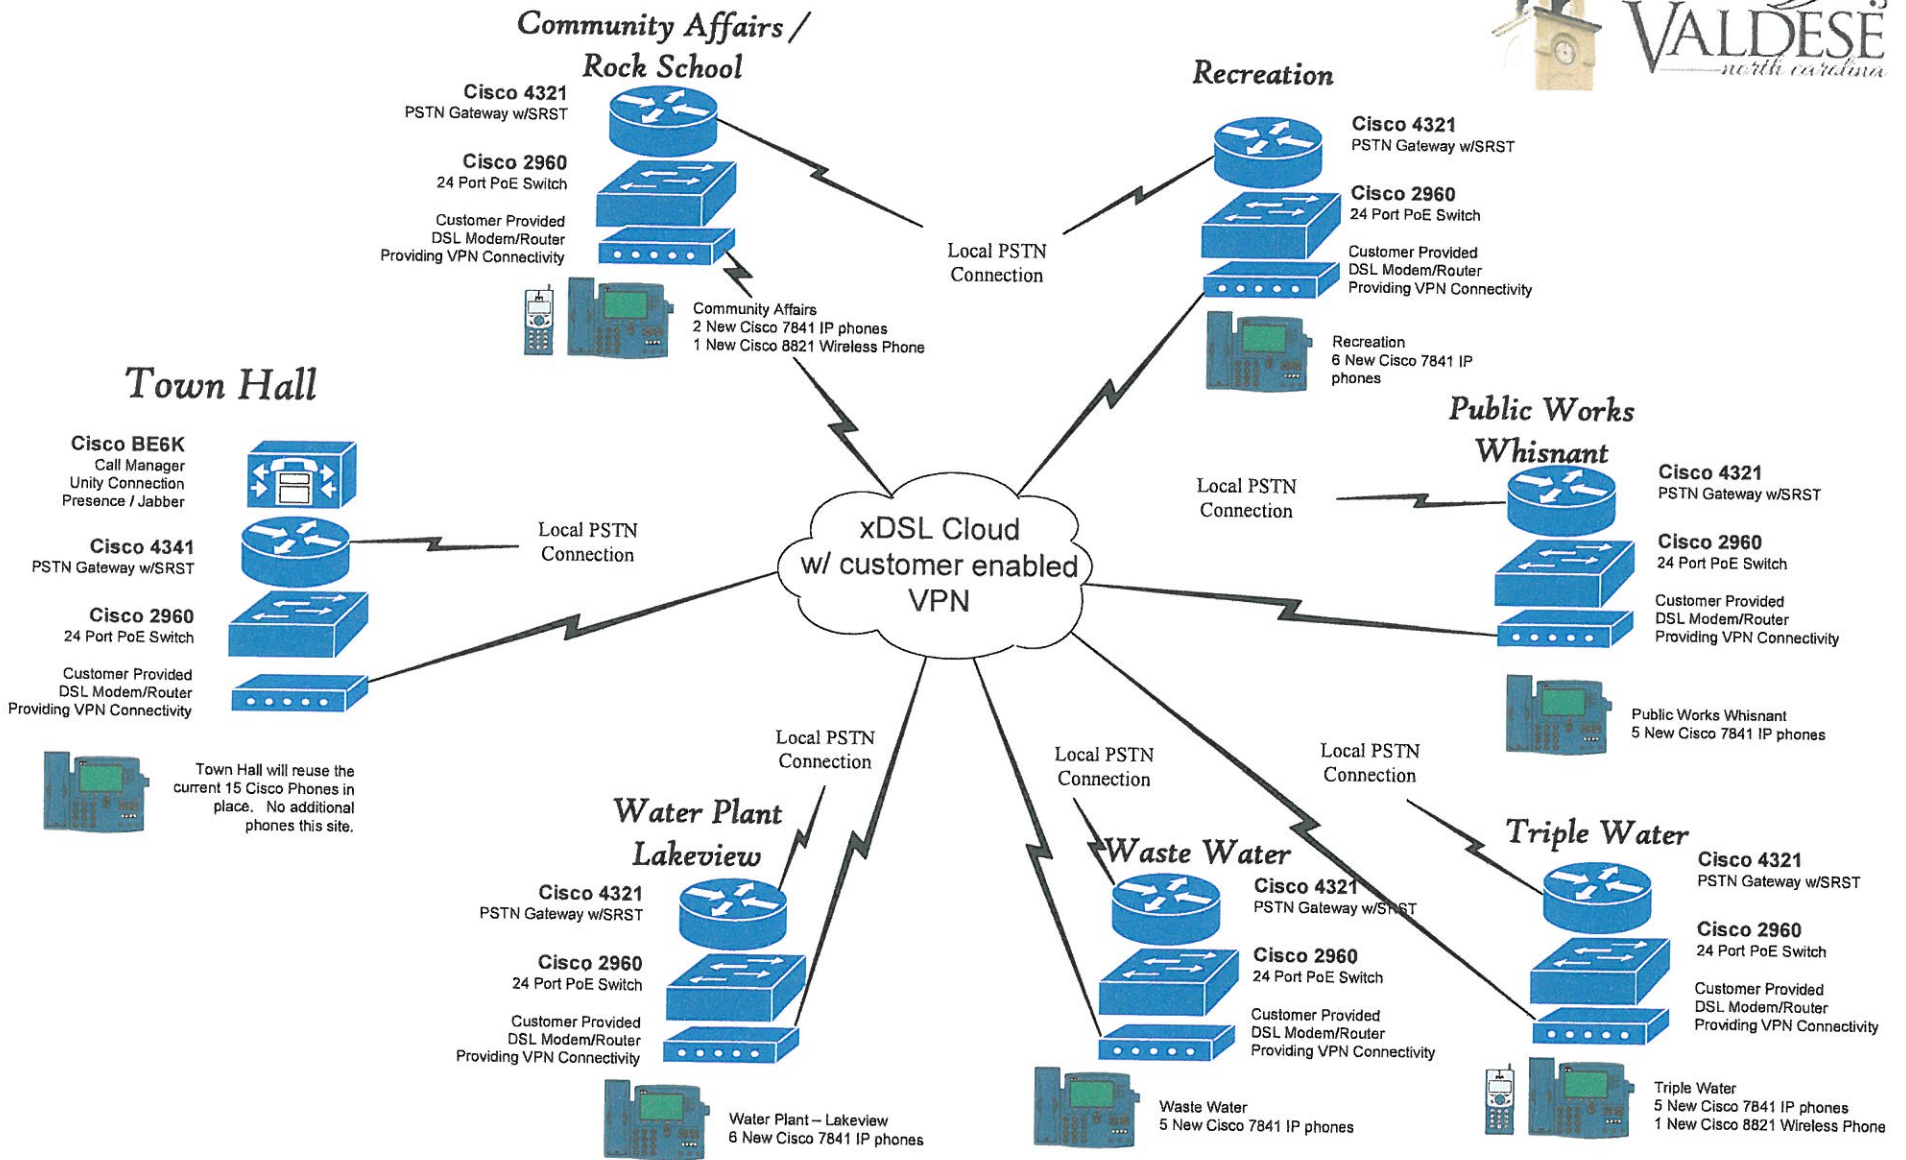 Community Affairs /
Rock School
Cisco 4321
PSTN Gateway w/SRST
Cisco 2960
24 Port PoE Switch
Customer Provided
DSL Modem/Router
Providing VPN Connectivity
Community Affairs
2 New Cisco 7841 IP phones
1 New Cisco 8821 Wireless Phone
Local PSTN
Connection
VALDESE
north carolina
Recreation
Cisco 4321
PSTN Gateway w/SRST
Cisco 2960
24 Port PoE Switch
Customer Provided
DSL Modem/Router
Providing VPN Connectivity
Recreation
6 New Cisco 7841 IP
phones
Town Hall
Cisco BE6K
Call Manager
Unity Connection
Presence / Jabber
Cisco 4341
PSTN Gateway w/SRST
Cisco 2960
24 Port PoE Switch
Customer Provided
DSL Modem/Router
Providing VPN Connectivity
Town Hall will reuse the
current 15 Cisco Phones in
place. No additional
phones this site.
Local PSTN
Connection
xDSL Cloud
w/ customer enabled
VPN
Public Works
Whisnant
Local PSTN
Connection
Cisco 4321
PSTN Gateway w/SRST
Cisco 2960
24 Port PoE Switch
Customer Provided
DSL Modem/Router
Providing VPN Connectivity
Public Works Whisnant
5 New Cisco 7841 IP phones
Local PSTN
Connection
Water Plant
Lakeview
Cisco 4321
PSTN Gateway w/SRST
Cisco 2960
24 Port PoE Switch
Customer Provided
DSL Modem/Router
Providing VPN Connectivity
Water Plant – Lakeview
6 New Cisco 7841 IP phones
Local PSTN
Connection
Waste Water
Cisco 4321
PSTN Gateway w/SRST
Cisco 2960
24 Port PoE Switch
Customer Provided
DSL Modem/Router
Providing VPN Connectivity
Waste Water
5 New Cisco 7841 IP phones
Local PSTN
Connection
Triple Water
Cisco 4321
PSTN Gateway w/SRST
Cisco 2960
24 Port PoE Switch
Customer Provided
DSL Modem/Router
Providing VPN Connectivity
Triple Water
5 New Cisco 7841 IP phones
1 New Cisco 8821 Wireless Phone